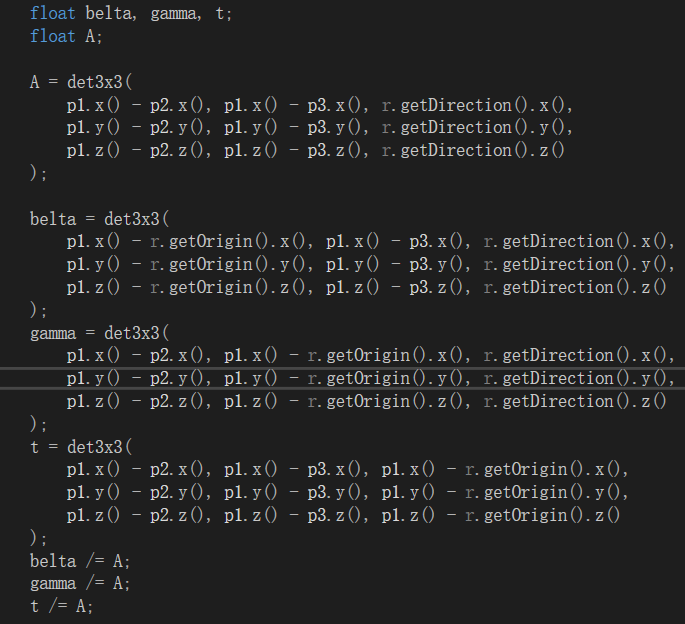 float belta, gamma, t;
float A;
A = det3x3(
p1.x() - p2.x(), p1.x() - p3.x(), r.getDirection().x(),
p1.y() - p2.y(), p1.y() - p3.y(), r.getDirection().y(),
p1.z() - p2.z(), p1.z() - p3.z(), r.getDirection().z()
);
belta = det3x3(
p1.x() - r.getOrigin().x(), p1.x() - p3.x(), r.getDirection().x(),
p1.y() - r.getOrigin().y(), p1.y() - p3.y(), r.getDirection().y(),
p1.z() - r.getOrigin().z(), p1.z() - p3.z(), r.getDirection().z()
);
gamma = det3x3(
p1.x() - p2.x(), p1.x() - r.getOrigin().x(), r.getDirection().x(),
p1.y() - p2.y(), p1.y() - r.getOrigin().y(), r.getDirection().y(),
p1.z() - p2.z(), p1.z() - r.getOrigin().z(), r.getDirection().z()
);
t = det3x3(
p1.x() - p2.x(), p1.x() - p3.x(), p1.x() - r.getOrigin().x(),
p1.y() - p2.y(), p1.y() - p3.y(), p1.y() - r.getOrigin().y(),
p1.z() - p2.z(), p1.z() - p3.z(), p1.z() - r.getOrigin().z()
);
belta /= A;
gamma /= A;
t /= A;